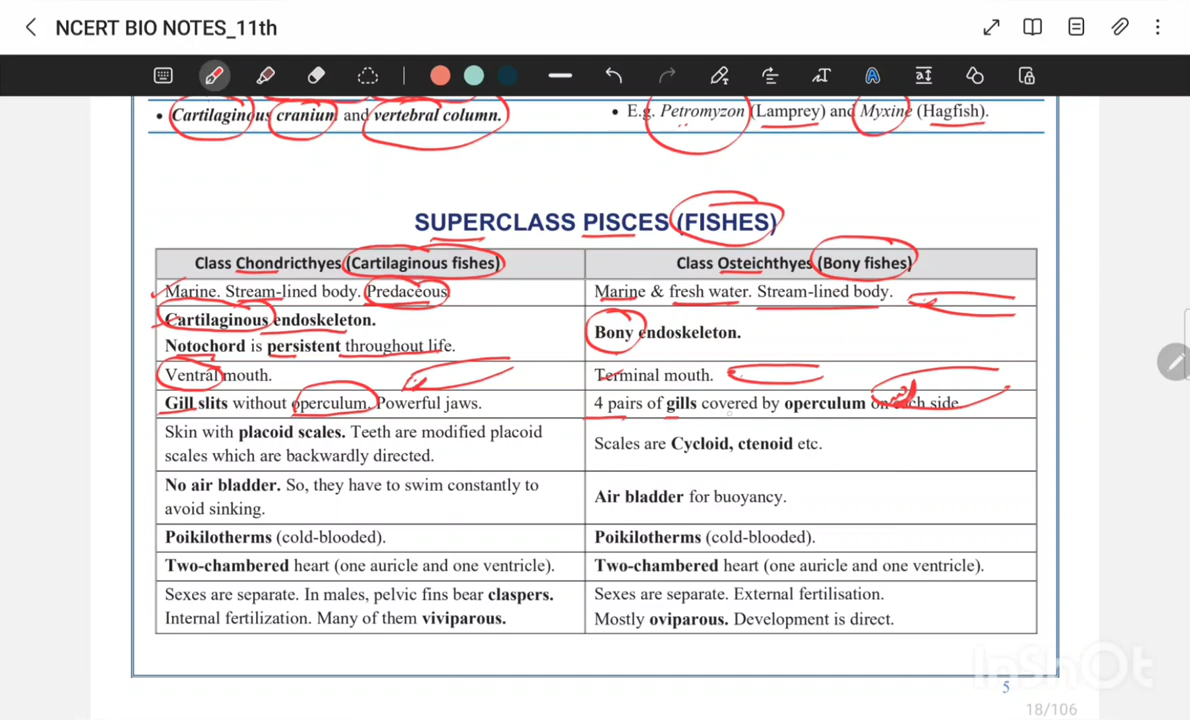 NCERT BIO NOTES_11th
• Cartilaginous cranium and vertebral column.
• E.g. Petromyzon (Lamprey) and Myxine (Hagfish).
SUPERCLASS PISCES (FISHES)
Class Chondricthyes (Cartilaginous fishes)
Class Osteichthyes (Bony fishes)
Marine. Stream-lined body. Predaceous
Marine & fresh water. Stream-lined body.
Cartilaginous endoskeleton.
Notochord is persistent throughout life.
Bony endoskeleton.
Ventral mouth.
Terminal mouth.
Gill slits without operculum. Powerful jaws.
4 pairs of gills covered by operculum on each side.
Skin with placoid scales. Teeth are modified placoid
scales which are backwardly directed.
Scales are Cycloid, ctenoid etc.
No air bladder. So, they have to swim constantly to
avoid sinking.
Air bladder for buoyancy.
Poikilotherms (cold-blooded).
Poikilotherms (cold-blooded).
Two-chambered heart (one auricle and one ventricle).
Two-chambered heart (one auricle and one ventricle).
Sexes are separate. In males, pelvic fins bear claspers.
Internal fertilization. Many of them viviparous.
Sexes are separate. External fertilisation.
Mostly oviparous. Development is direct.
InShOt
5
18/106